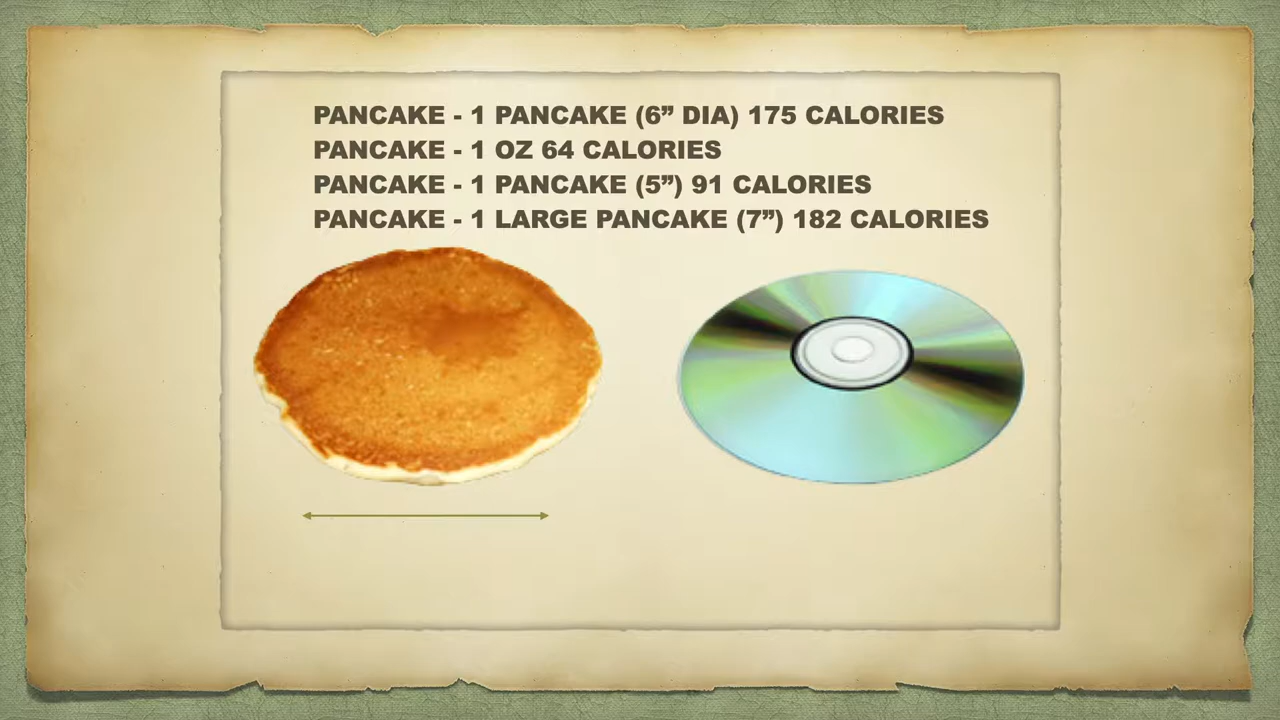 PANCAKE - 1 PANCAKE (6” DIA) 175 CALORIES
PANCAKE - 1 OZ 64 CALORIES
PANCAKE - 1 PANCAKE (5”) 91 CALORIES
PANCAKE - 1 LARGE PANCAKE (7”) 182 CALORIES